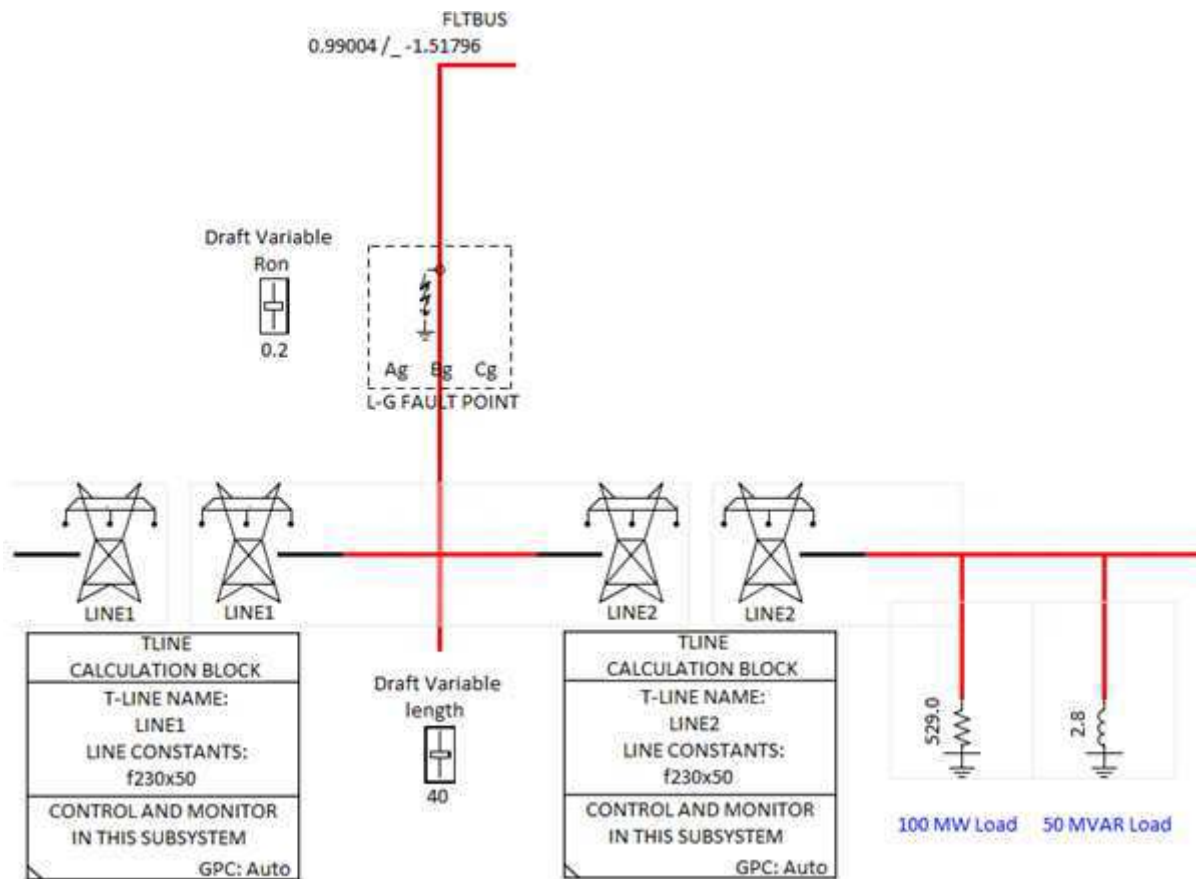 FLTBUS
0.99004 /_ -1.51796
Draft Variable
Ron
0.2
Ag Bg Cg
L-G FAULT POINT
LINE1
LINE1
LINE2
LINE2
TLINE
CALCULATION BLOCK
T-LINE NAME:
LINE1
LINE CONSTANTS:
f230x50
CONTROL AND MONITOR
IN THIS SUBSYSTEM
GPC: Auto
Draft Variable
length
40
TLINE
CALCULATION BLOCK
T-LINE NAME:
LINE2
LINE CONSTANTS:
f230x50
CONTROL AND MONITOR
IN THIS SUBSYSTEM
GPC: Auto
529.0
2.8
100 MW Load
50 MVAR Load